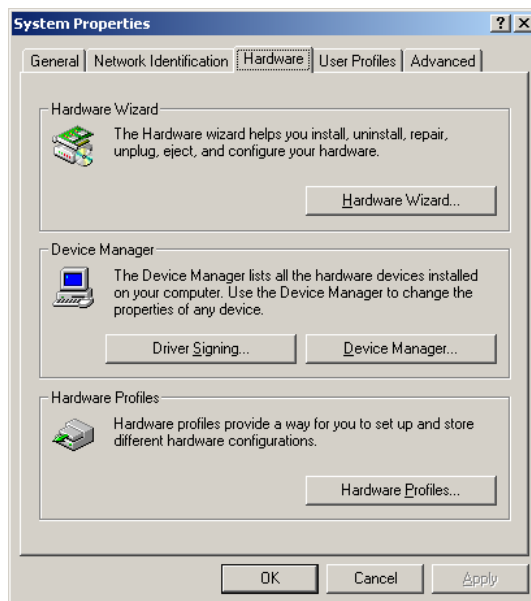 System Properties
? X
General Network Identification Hardware User Profiles Advanced
Hardware Wizard
The Hardware wizard helps you install, uninstall, repair,
unplug, eject, and configure your hardware.
Hardware Wizard...
Device Manager
The Device Manager lists all the hardware devices installed
on your computer. Use the Device Manager to change the
properties of any device.
Driver Signing... Device Manager...
Hardware Profiles
Hardware profiles provide a way for you to set up and store
different hardware configurations.
Hardware Profiles...
OK Cancel Apply